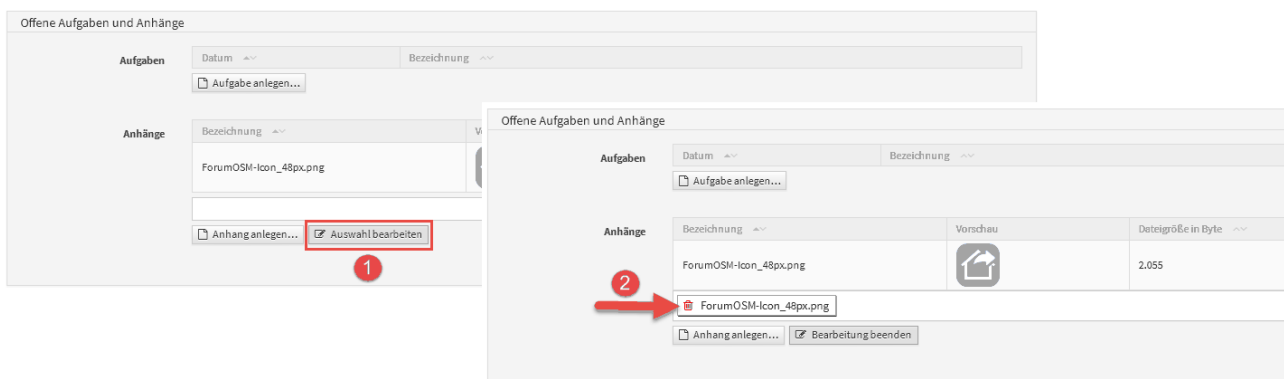 Offene Aufgaben und Anhänge
Aufgaben
Datum
Bezeichnung
Aufgabe anlegen...
Anhänge
Bezeichnung
ForumOSM-Icon_48px.png
Anhang anlegen...
Auswahl bearbeiten
1
Offene Aufgaben und Anhänge
Aufgaben
Datum
Bezeichnung
Aufgabe anlegen...
Anhänge
Bezeichnung
Vorschau
Dateigröße in Byte
ForumOSM-Icon_48px.png
2.055
2
ForumOSM-Icon_48px.png
Anhang anlegen...
Bearbeitung beenden